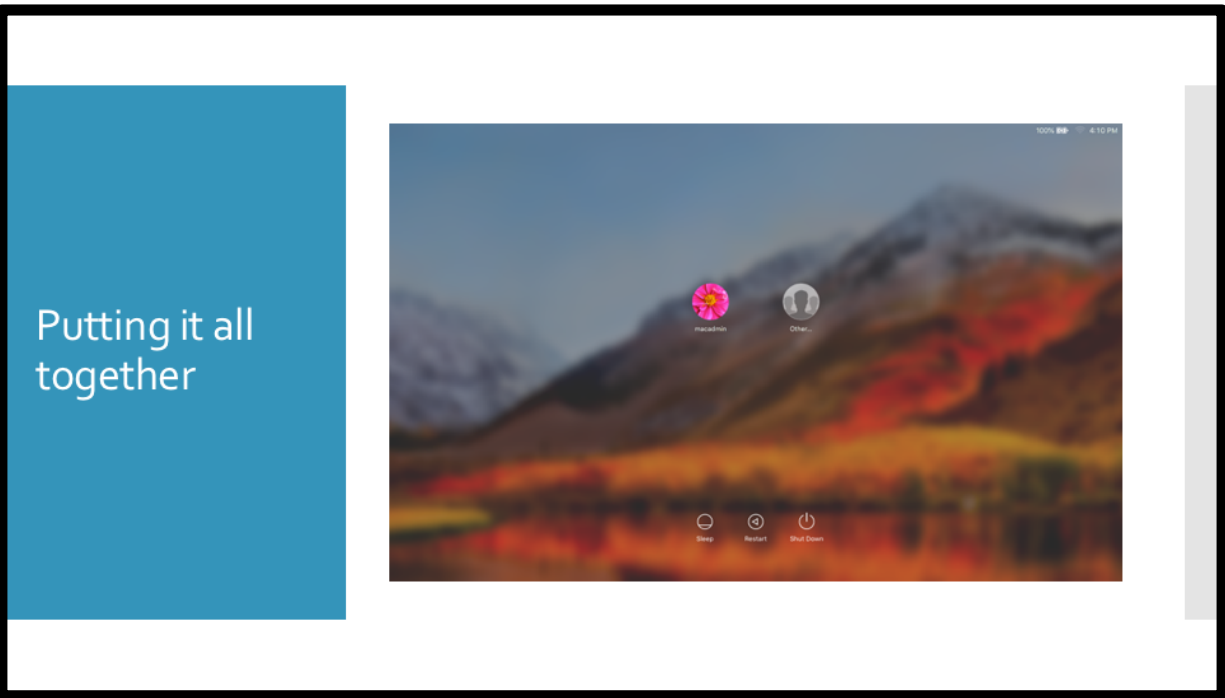 Putting it all
together
100% 4:10 PM
macadmin Other...
Sleep Restart Shut Down